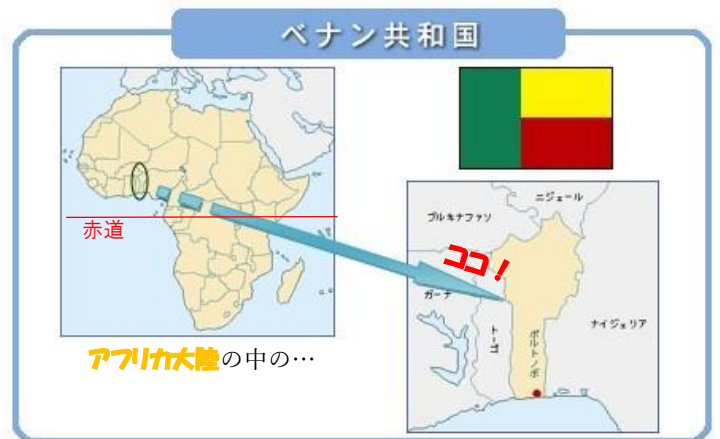 ベナン共和国
赤道
アフリカ大陸の中の…
ニジェール
ブルキナファソ
ココ！
ガーナ
トーゴ
ポルトノボ
ナイジェリア